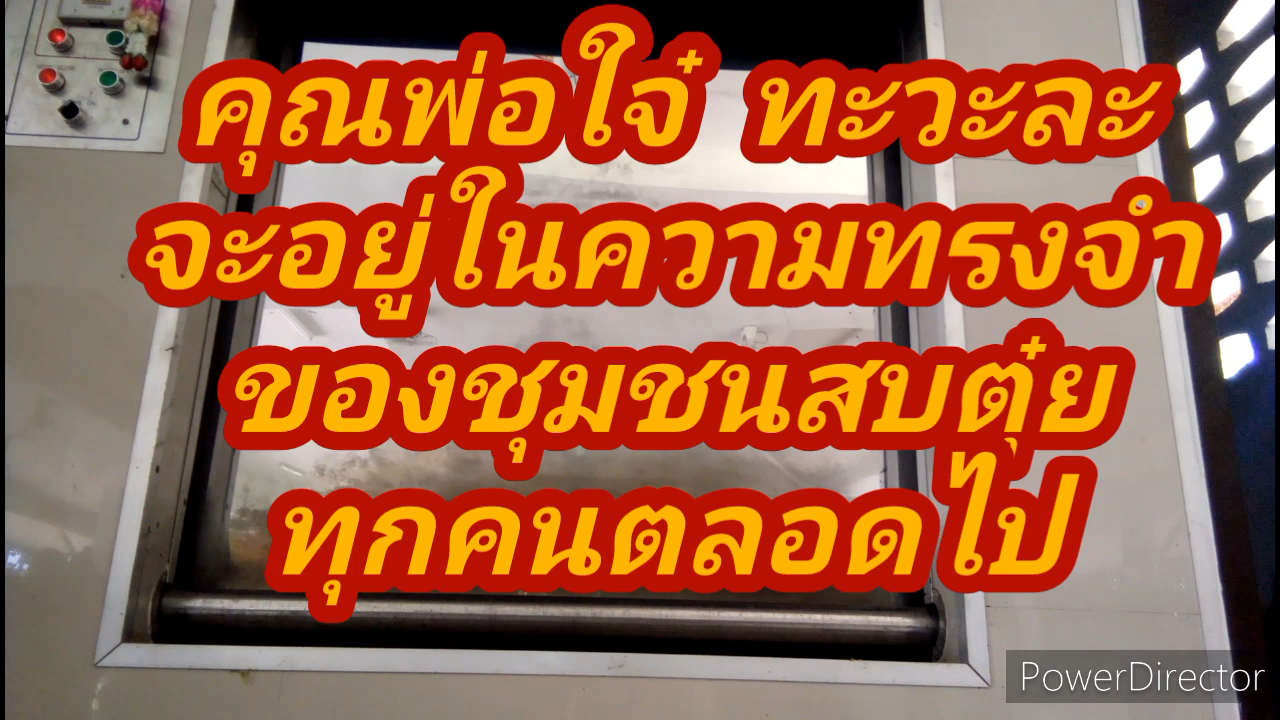 คุณพ่อใจ๋ ทะวะละ
จะอยู่ในความทรงจำ
ของชุมชนสบตุ๋ย
ทุกคนตลอดไป
PowerDirector